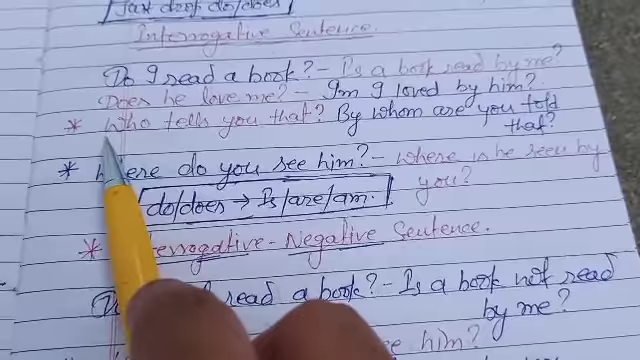 Just drop do/does
Interrogative Sentence
Do I read a book? - Is a book read by me?
Does he love me? - Am I loved by him?
* Who tells you that? By whom are you told that?
* Where do you see him? - Where is he seen by you?
do/does → Is/are/am.
* Interrogative - Negative Sentence.
I read a book? - Is a book not read by me?
him?